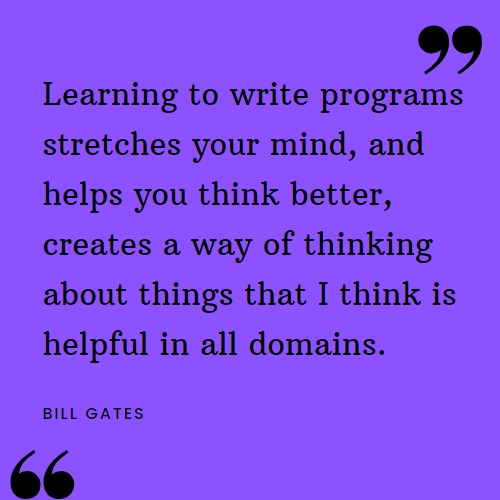 ”
Learning to write programs
stretches your mind, and
helps you think better,
creates a way of thinking
about things that I think is
helpful in all domains.
BILL GATES
“